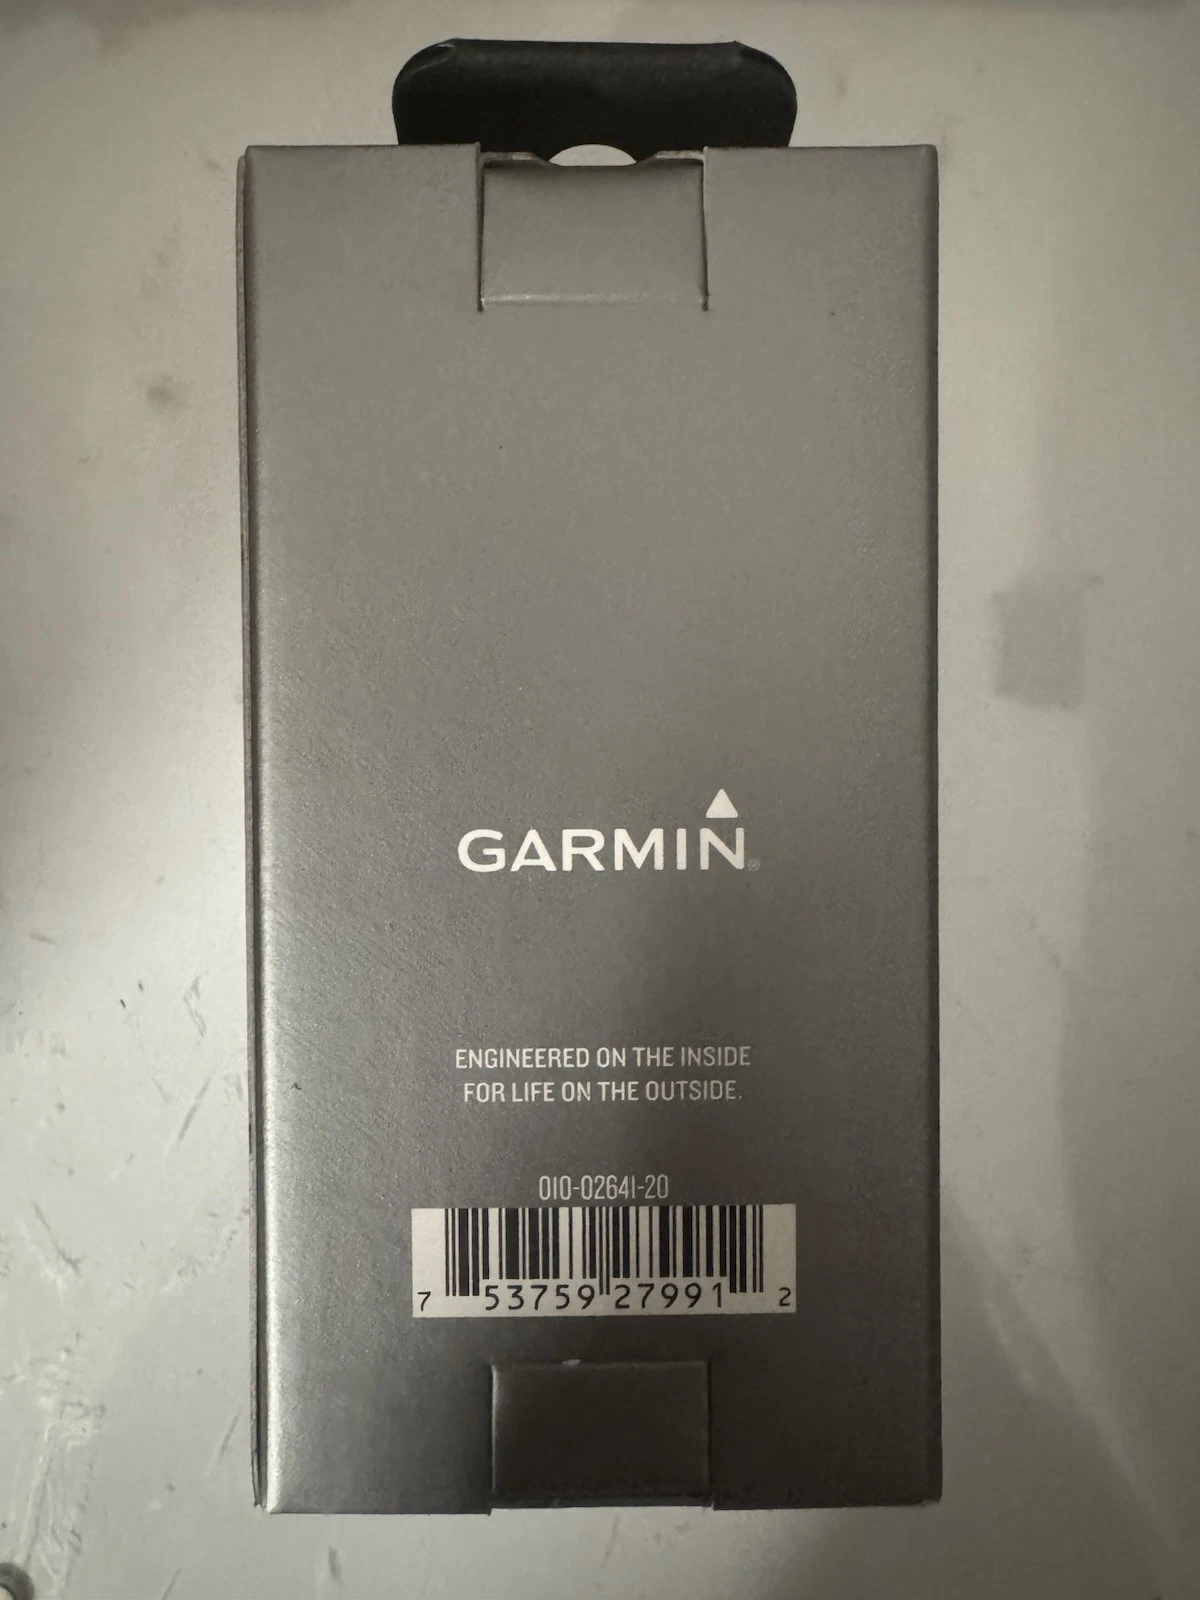 GARMIN®
ENGINEERED ON THE INSIDE
FOR LIFE ON THE OUTSIDE.
010-02641-20
7 53759 27991 2